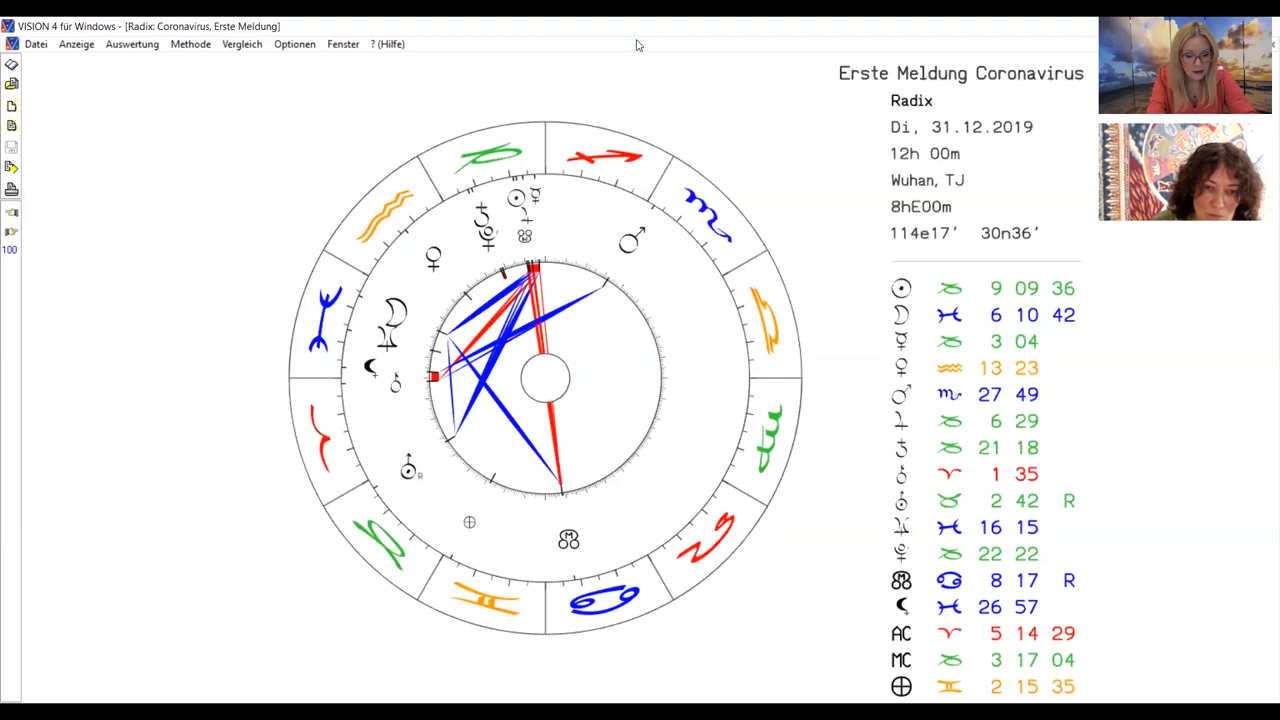 VISION 4 für Windows - [Radix: Coronavirus, Erste Meldung]
Datei Anzeige Auswertung Methode Vergleich Optionen Fenster ? (Hilfe)
100
Erste Meldung Coronavirus
Radix
Di, 31.12.2019
12h 00m
Wuhan, TJ
8hE00m
114e17' 30n36'
☉ ♑ 9 09 36
☽ ♓ 6 10 42
☿ ♑ 3 04
♀ ♒ 13 23
♂ ♏ 27 49
♃ ♑ 6 29
♄ ♑ 21 18
⚷ ♈ 1 35
⛢ ♉ 2 42 R
♆ ♓ 16 15
♇ ♑ 22 22
☊ M ♋ 8 17 R
⚸ ♓ 26 57
AC ♈ 5 14 29
MC ♑ 3 17 04
⊕ ♊ 2 15 35
R
M